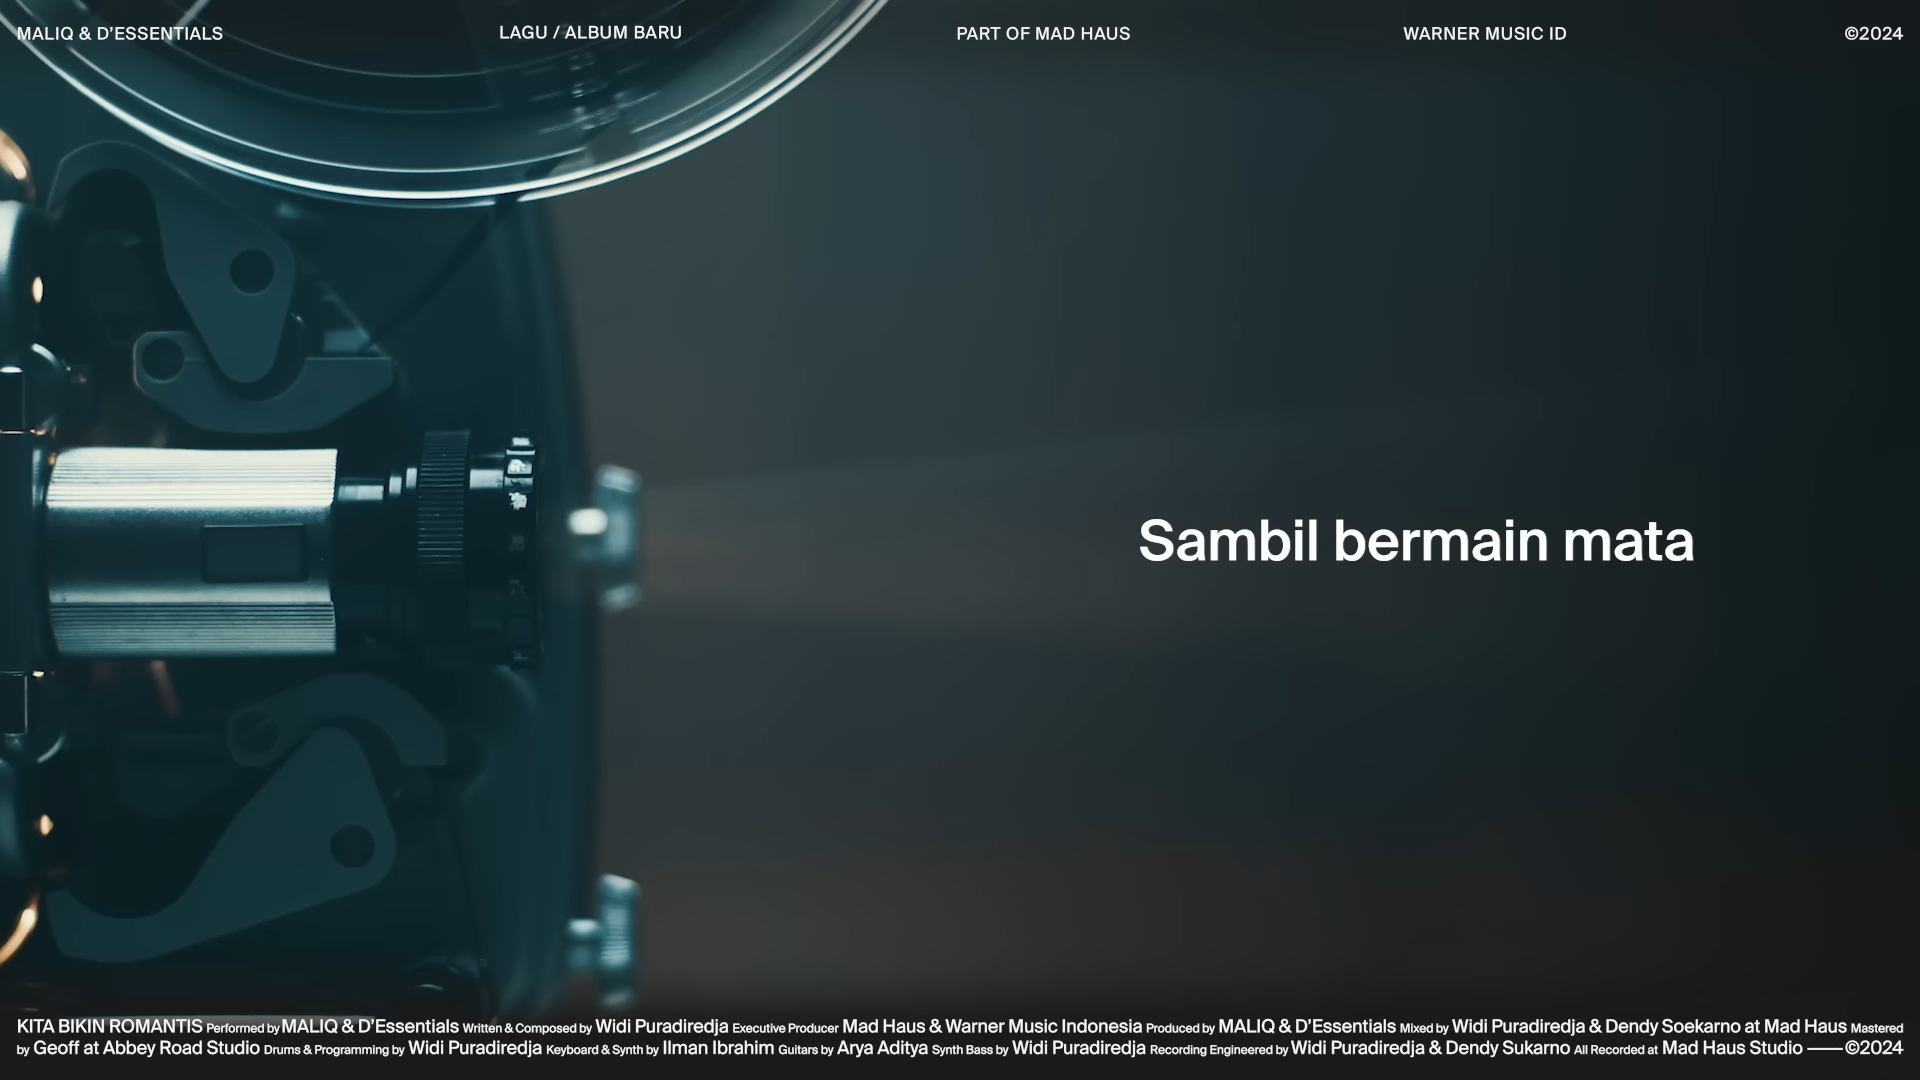 MALIQ & D'ESSENTIALS
LAGU / ALBUM BARU
PART OF MAD HAUS
WARNER MUSIC ID
©2024
Sambil bermain mata
KITA BIKIN ROMANTIS Performed by MALIQ & D'Essentials Written & Composed by Widi Puradiredja Executive Producer Mad Haus & Warner Music Indonesia Produced by MALIQ & D'Essentials Mixed by Widi Puradiredja & Dendy Soekarno at Mad Haus Mastered
by Geoff at Abbey Road Studio Drums & Programming by Widi Puradiredja Keyboard & Synth by Ilman Ibrahim Guitars by Arya Aditya Synth Bass by Widi Puradiredja Recording Engineered by Widi Puradiredja & Dendy Sukarno All Recorded at Mad Haus Studio ——©2024